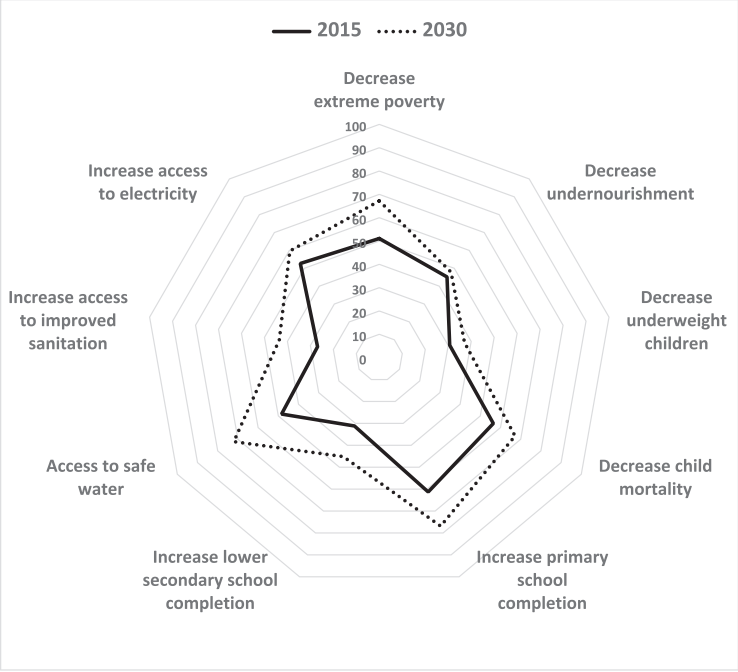 2015 2030
Decrease
extreme poverty
100
90
80
70
60
50
40
30
20
10
0
Decrease
undernourishment
Decrease
underweight
children
Decrease child
mortality
Increase primary
school
completion
Increase lower
secondary school
completion
Access to safe
water
Increase access
to improved
sanitation
Increase access
to electricity